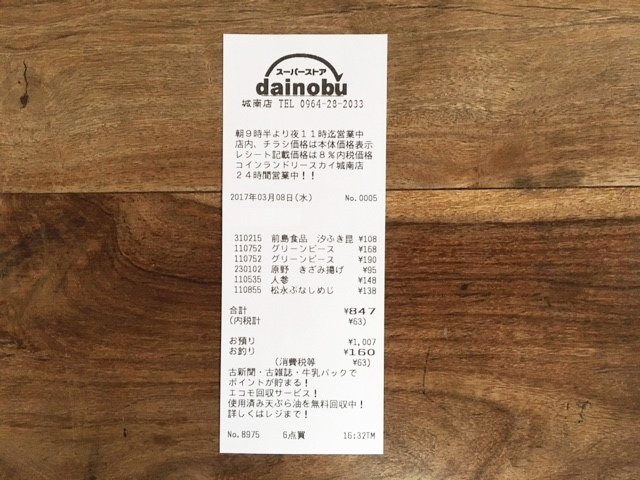 スーパーストア
dainobu
城南店 TEL 0964-28-2033
朝9時半より夜11時迄営業中
店内、チラシ価格は本体価格表示
レシート記載価格は8%内税価格
コインランドリースカイ城南店
24時間営業中!!
2017年03月08日(水) No.0005
310215 前島食品 汐ふき昆 ¥108
110752 グリーンピース ¥168
110752 グリーンピース ¥190
230102 原野 きざみ揚げ ¥95
110535 人参 ¥148
110855 松永ぶなしめじ ¥138
合計 ¥847
(内税計 ¥63)
お預り ¥1,007
お釣り ¥160
(消費税等 ¥63)
古新聞・古雑誌・牛乳パックで
ポイントが貯まる!
エコモ回収サービス!
使用済み天ぷら油を無料回収中!
詳しくはレジまで!
No.8975 6点買 16:32TM